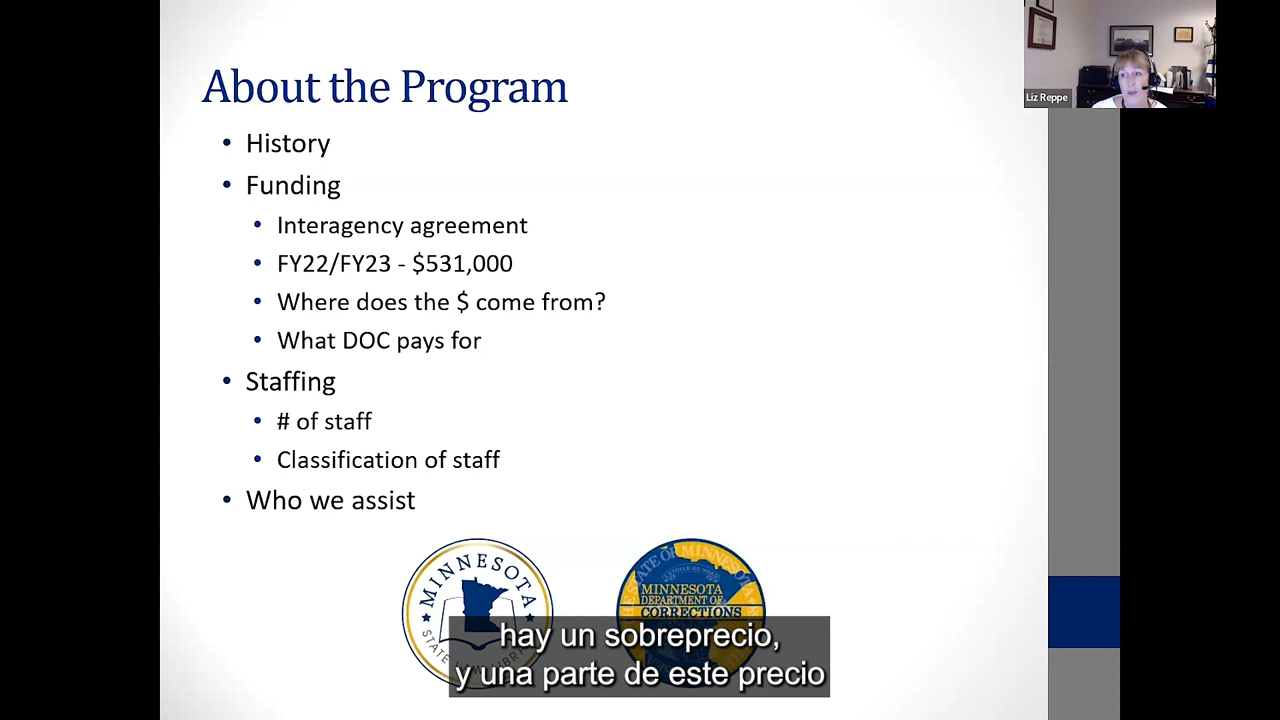 About the Program
Liz Reppe
• History
• Funding
• Interagency agreement
• FY22/FY23 - $531,000
• Where does the $ come from?
• What DOC pays for
• Staffing
• # of staff
• Classification of staff
• Who we assist
MINNESOTA
STATE OF MINNESOTA
MINNESOTA
DEPARTMENT OF
CORRECTIONS
hay un sobreprecio,
y una parte de este precio